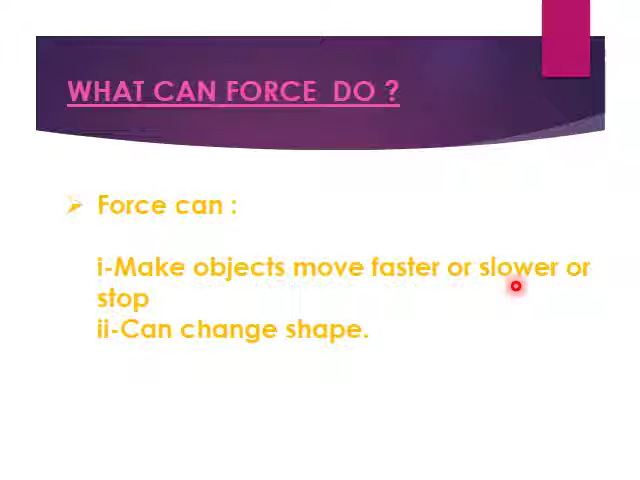 WHAT CAN FORCE DO ?
Force can :
i-Make objects move faster or slower or
stop
ii-Can change shape.